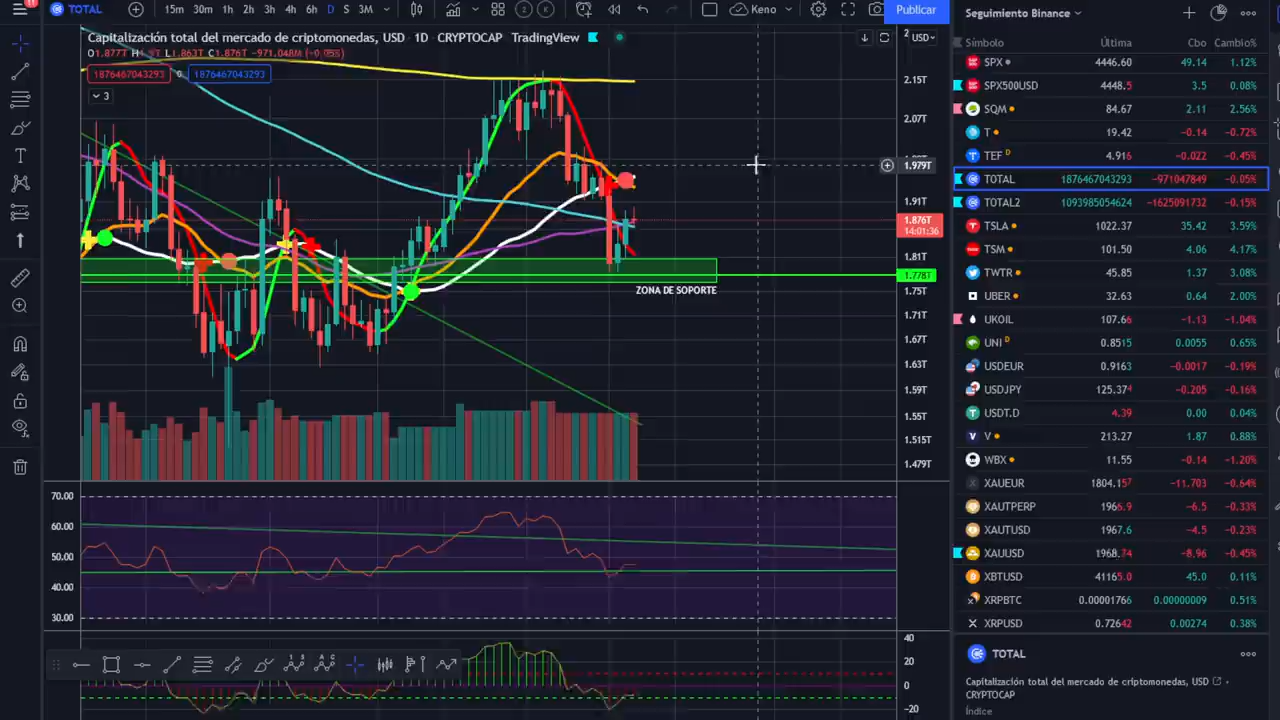 11
TOTAL
15m 30m 1h 2h 3h 4h 6h D S 3M
Keno
Publicar
Capitalización total del mercado de criptomonedas, USD · 1D · CRYPTOCAP TradingView
1876467043293 0 1876467043293
3
USD
2.15T
2.07T
1.979T
1.91T
1.876T
14:01:36
1.81T
1.778T
1.75T
1.71T
1.67T
1.63T
1.59T
1.55T
1.515T
1.479T
ZONA DE SOPORTE
70.00
60.00
50.00
40.00
30.00
40
20
0
−20
Seguimiento Binance
Símbolo Última Cbo Cambio%
SPX 4446.60 49.14 1.12%
SPX500USD 4448.5 3.5 0.08%
SQM 84.67 2.11 2.56%
T 19.42 −0.14 −0.72%
TEF D 4.916 −0.022 −0.45%
TOTAL 1876467043293 −971047849 −0.05%
TOTAL2 1093985054624 −1625091732 −0.15%
TSLA 1022.37 35.42 3.59%
TSM 101.50 4.06 4.17%
TWTR 45.85 1.37 3.08%
UBER 32.63 0.64 2.00%
UKOIL 107.66 −1.13 −1.04%
UNI D 0.8515 0.0055 0.65%
USDEUR 0.9163 −0.0017 −0.19%
USDJPY 125.374 −0.205 −0.16%
USDT.D 4.39 0.00 0.04%
V 213.27 1.87 0.88%
WBX 11.55 −0.14 −1.20%
XAUEUR 1804.157 −11.703 −0.64%
XAUTPERP 1966.9 −6.5 −0.33%
XAUTUSD 1967.6 −4.5 −0.23%
XAUUSD 1968.74 −8.96 −0.45%
XBTUSD 41165.0 45.0 0.11%
XRPBTC 0.00001766 0.00000009 0.51%
XRPUSD 0.72642 0.00274 0.38%
TOTAL
Capitalización total del mercado de criptomonedas, USD
CRYPTOCAP
Índice